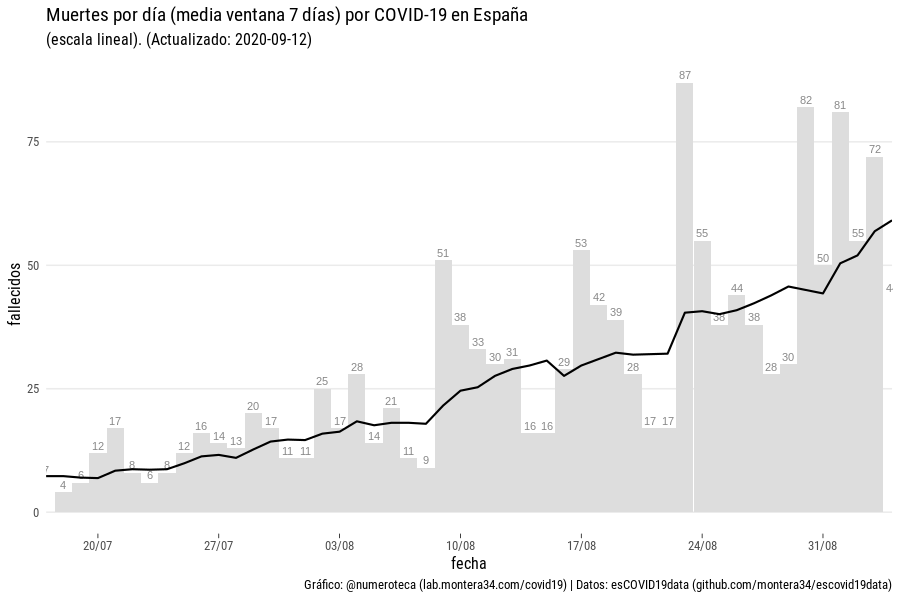 Muertes por día (media ventana 7 días) por COVID-19 en España
(escala lineal). (Actualizado: 2020-09-12)
fallecidos
75
50
25
0
7 4 6 12 17 8 6 8 12 16 14 13 20 17 11 11 25 17 28 14 21 11 9 51 38 33 30 31 16 16 29 53 42 39 28 17 17 87 55 38 44 38 28 30 82 50 81 55 72
20/07 27/07 03/08 10/08 17/08 24/08 31/08
fecha
Gráfico: @numeroteca (lab.montera34.com/covid19) | Datos: esCOVID19data (github.com/montera34/escovid19data)